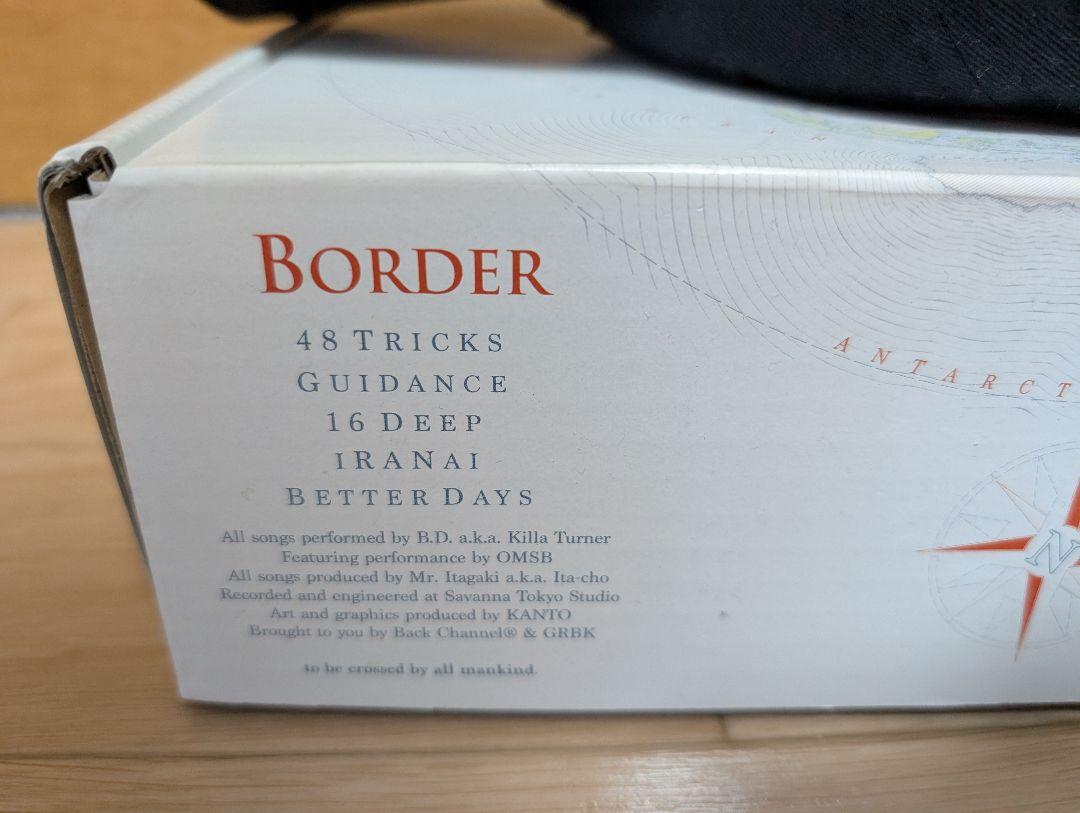 BORDER
48 TRICKS
GUIDANCE
16 DEEP
IRANAI
BETTER DAYS
All songs performed by B.D. a.k.a. Killa Turner
Featuring performance by OMSB
All songs produced by Mr. Itagaki a.k.a. Ita-cho
Recorded and engineered at Savanna Tokyo Studio
Art and graphics produced by KANTO
Brought to you by Back Channel® & GRBK
to be crossed by all mankind.
ANTARCT
N